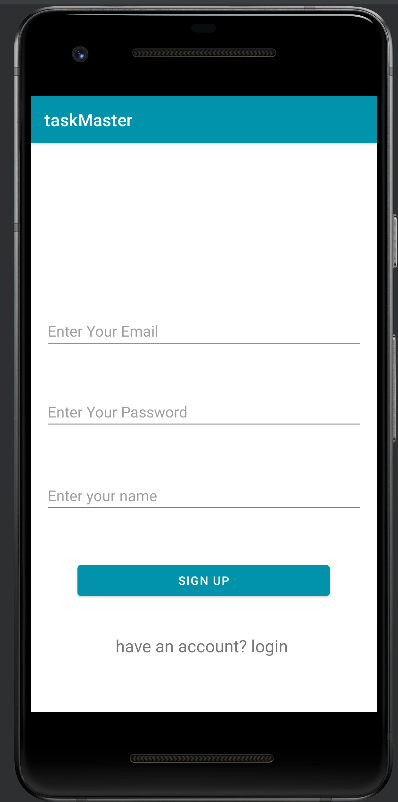 taskMaster
Enter Your Email
Enter Your Password
Enter your name
SIGN UP
have an account? login